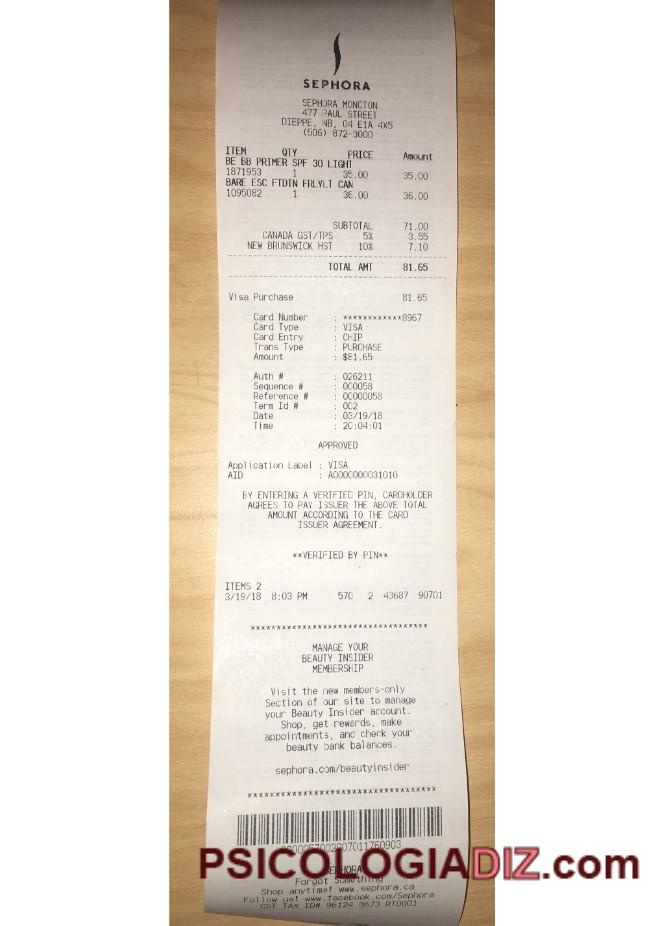 SEPHORA
SEPHORA MONCTON
477 PAUL STREET
DIEPPE, NB, 04 E1A 4X5
(506) 872-3000
ITEM QTY PRICE Amount
BE BB PRIMER SPF 30 LIGHT
1871953 1 35.00 35.00
BARE ESC FTDTN FRLYLT CAN
1095082 1 36.00 36.00
SUBTOTAL 71.00
CANADA GST/TPS 5% 3.55
NEW BRUNSWICK HST 10% 7.10
TOTAL AMT 81.65
Visa Purchase 81.65
Card Number : ************8967
Card Type : VISA
Card Entry : CHIP
Trans Type : PURCHASE
Amount : $81.65
Auth # : 026211
Sequence # : 000058
Reference # : 00000058
Term Id # : 002
Date : 03/19/18
Time : 20:04:01
APPROVED
Application Label : VISA
AID : A0000000031010
BY ENTERING A VERIFIED PIN, CARDHOLDER
AGREES TO PAY ISSUER THE ABOVE TOTAL
AMOUNT ACCORDING TO THE CARD
ISSUER AGREEMENT.
**VERIFIED BY PIN**
ITEMS 2
3/19/18 8:03 PM 570 2 43687 90701
***********************************
MANAGE YOUR
BEAUTY INSIDER
MEMBERSHIP
Visit the new members-only
Section of our site to manage
your Beauty Insider account.
Shop, get rewards, make
appointments, and check your
beauty bank balances.
sephora.com/beautyinsider
***********************************
PSICOLOGIADIZ.com
SEPHORA
Forgot Something
Shop anytime! www.sephora.ca
Follow us! www.facebook.com/Sephora
GST TAX ID# 96124 3673 RT0001